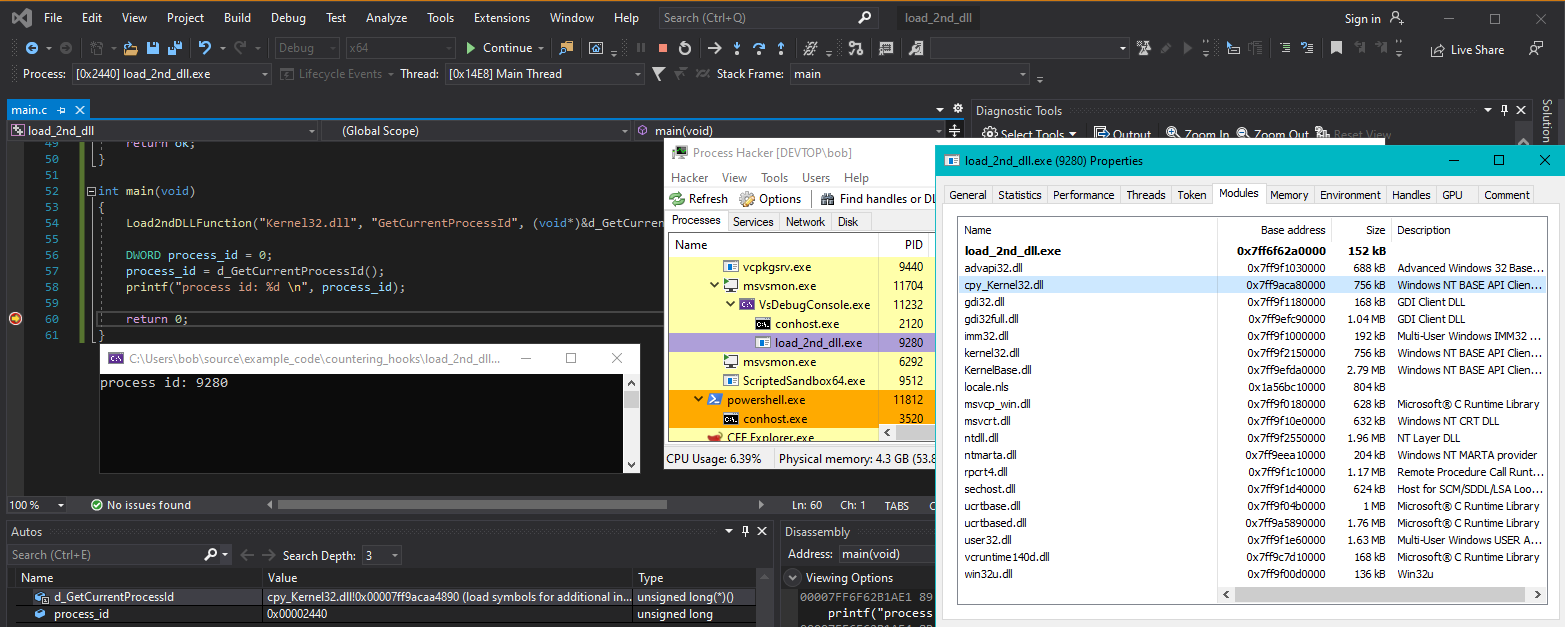 File Edit View Project Build Debug Test Analyze Tools Extensions Window Help Search (Ctrl+Q) load_2nd_dll Sign in
Debug x64 Continue Live Share
Process: [0x2440] load_2nd_dll.exe Lifecycle Events Thread: [0x14E8] Main Thread Stack Frame: main
main.c
load_2nd_dll (Global Scope) main(void)
49 return ok;
50 }
51
52 int main(void)
53 {
54 Load2ndDLLFunction("Kernel32.dll", "GetCurrentProcessId", (void*)&d_GetCurren
55
56 DWORD process_id = 0;
57 process_id = d_GetCurrentProcessId();
58 printf("process id: %d \n", process_id);
59
60 return 0;
61 }
C:\Users\bob\source\example_code\countering_hooks\load_2nd_dll...
process id: 9280
100 % No issues found Ln: 60 Ch: 1 TABS
Autos
Search (Ctrl+E) Search Depth: 3
Name Value Type
d_GetCurrentProcessId cpy_Kernel32.dll!0x00007ff9acaa4890 (load symbols for additional in... unsigned long(*)()
process_id 0x00002440 unsigned long
Disassembly
Address: main(void)
Viewing Options
00007FF6F62B1AE1 89
printf("process
Diagnostic Tools
Select Tools Output Zoom In Zoom Out Reset View
Solution
Process Hacker [DEVTOP\bob]
Hacker View Tools Users Help
Refresh Options Find handles or DL
Processes Services Network Disk
Name PID
vcpkgsrv.exe 9440
msvsmon.exe 11704
VsDebugConsole.exe 11232
conhost.exe 2120
load_2nd_dll.exe 9280
msvsmon.exe 6292
ScriptedSandbox64.exe 9512
powershell.exe 11812
conhost.exe 3520
CFF Explorer.exe
CPU Usage: 6.39% Physical memory: 4.3 GB (53.8
load_2nd_dll.exe (9280) Properties
General Statistics Performance Threads Token Modules Memory Environment Handles GPU Comment
Name Base address Size Description
load_2nd_dll.exe 0x7ff6f62a0000 152 kB
advapi32.dll 0x7ff9f1030000 688 kB Advanced Windows 32 Base...
cpy_Kernel32.dll 0x7ff9aca80000 756 kB Windows NT BASE API Clien...
gdi32.dll 0x7ff9f1180000 168 kB GDI Client DLL
gdi32full.dll 0x7ff9efc90000 1.04 MB GDI Client DLL
imm32.dll 0x7ff9f1000000 192 kB Multi-User Windows IMM32 ...
kernel32.dll 0x7ff9f2150000 756 kB Windows NT BASE API Clien...
KernelBase.dll 0x7ff9efda0000 2.79 MB Windows NT BASE API Clien...
locale.nls 0x1a56bc10000 804 kB
msvcp_win.dll 0x7ff9f0180000 628 kB Microsoft® C Runtime Library
msvcrt.dll 0x7ff9f10e0000 632 kB Windows NT CRT DLL
ntdll.dll 0x7ff9f2550000 1.96 MB NT Layer DLL
ntmarta.dll 0x7ff9eea10000 204 kB Windows NT MARTA provider
rpcrt4.dll 0x7ff9f1c10000 1.17 MB Remote Procedure Call Runt...
sechost.dll 0x7ff9f1d40000 624 kB Host for SCM/SDDL/LSA Loo...
ucrtbase.dll 0x7ff9f04b0000 1 MB Microsoft® C Runtime Library
ucrtbased.dll 0x7ff9a5890000 1.76 MB Microsoft® C Runtime Library
user32.dll 0x7ff9f1e60000 1.63 MB Multi-User Windows USER A...
vcruntime140d.dll 0x7ff9c7d10000 168 kB Microsoft® C Runtime Library
win32u.dll 0x7ff9f00d0000 136 kB Win32u